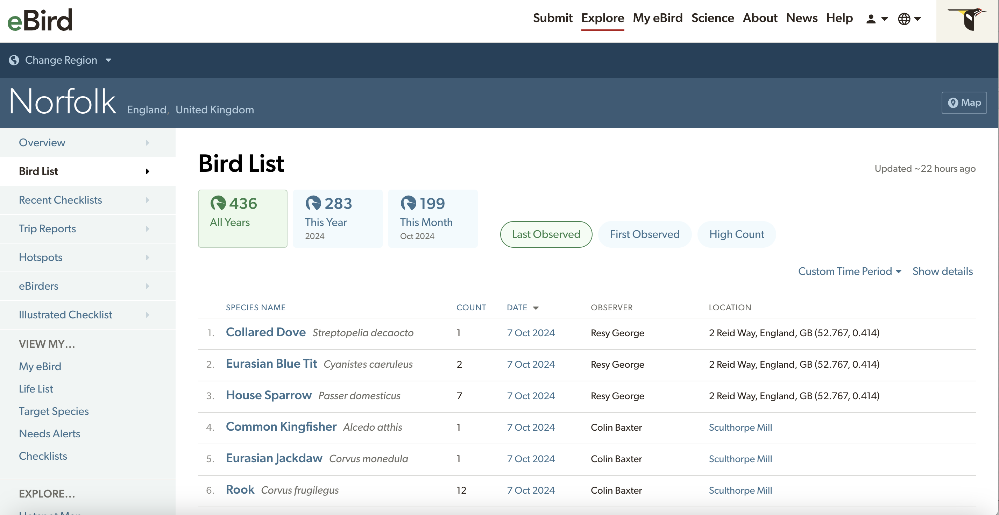 eBird
Submit Explore My eBird Science About News Help
Change Region
Norfolk England, United Kingdom
Map
Overview
Bird List
Recent Checklists
Trip Reports
Hotspots
eBirders
Illustrated Checklist
VIEW MY...
My eBird
Life List
Target Species
Needs Alerts
Checklists
EXPLORE...
Bird List
Updated ~22 hours ago
436
All Years
283
This Year
2024
199
This Month
Oct 2024
Last Observed First Observed High Count
Custom Time Period Show details
SPECIES NAME COUNT DATE OBSERVER LOCATION
1. Collared Dove Streptopelia decaocto 1 7 Oct 2024 Resy George 2 Reid Way, England, GB (52.767, 0.414)
2. Eurasian Blue Tit Cyanistes caeruleus 2 7 Oct 2024 Resy George 2 Reid Way, England, GB (52.767, 0.414)
3. House Sparrow Passer domesticus 7 7 Oct 2024 Resy George 2 Reid Way, England, GB (52.767, 0.414)
4. Common Kingfisher Alcedo atthis 1 7 Oct 2024 Colin Baxter Sculthorpe Mill
5. Eurasian Jackdaw Corvus monedula 1 7 Oct 2024 Colin Baxter Sculthorpe Mill
6. Rook Corvus frugilegus 12 7 Oct 2024 Colin Baxter Sculthorpe Mill